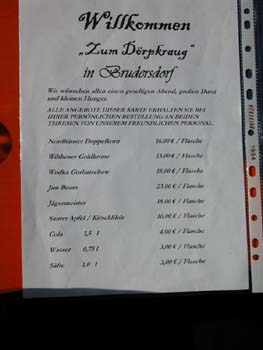 Willkommen
„Zum Dörpkraug"
in Brudersdorf
Wir wünschen allen einen geselligen Abend, großen Durst
und kleinen Hunger.
ALLE ANGEBOTE DIESER KARTE ERHALTEN SIE BEI
IHRER PERSÖNLICHEN BESTELLUNG AN BEIDEN
THRESEN VON UNSEREM FREUNDLICHEN PERSONAL.
Nordhäuser Doppelkorn 16.00 € / Flasche
Wilthener Goldkrone 15.00 € / Flasche
Wodka Gorbatschow 18.00 € / Flasche
Jim Beam 25.00 € / Flasche
Jägermeister 18.00 € / Flasche
Saurer Apfel / Kirschlikör 10,00 € / Flasche
Cola 1,5 l 4,00 € / Flasche
Wasser 0,75 l 3,00 € / Flasche
Säfte 1,0 l 3,00 € / Flasche